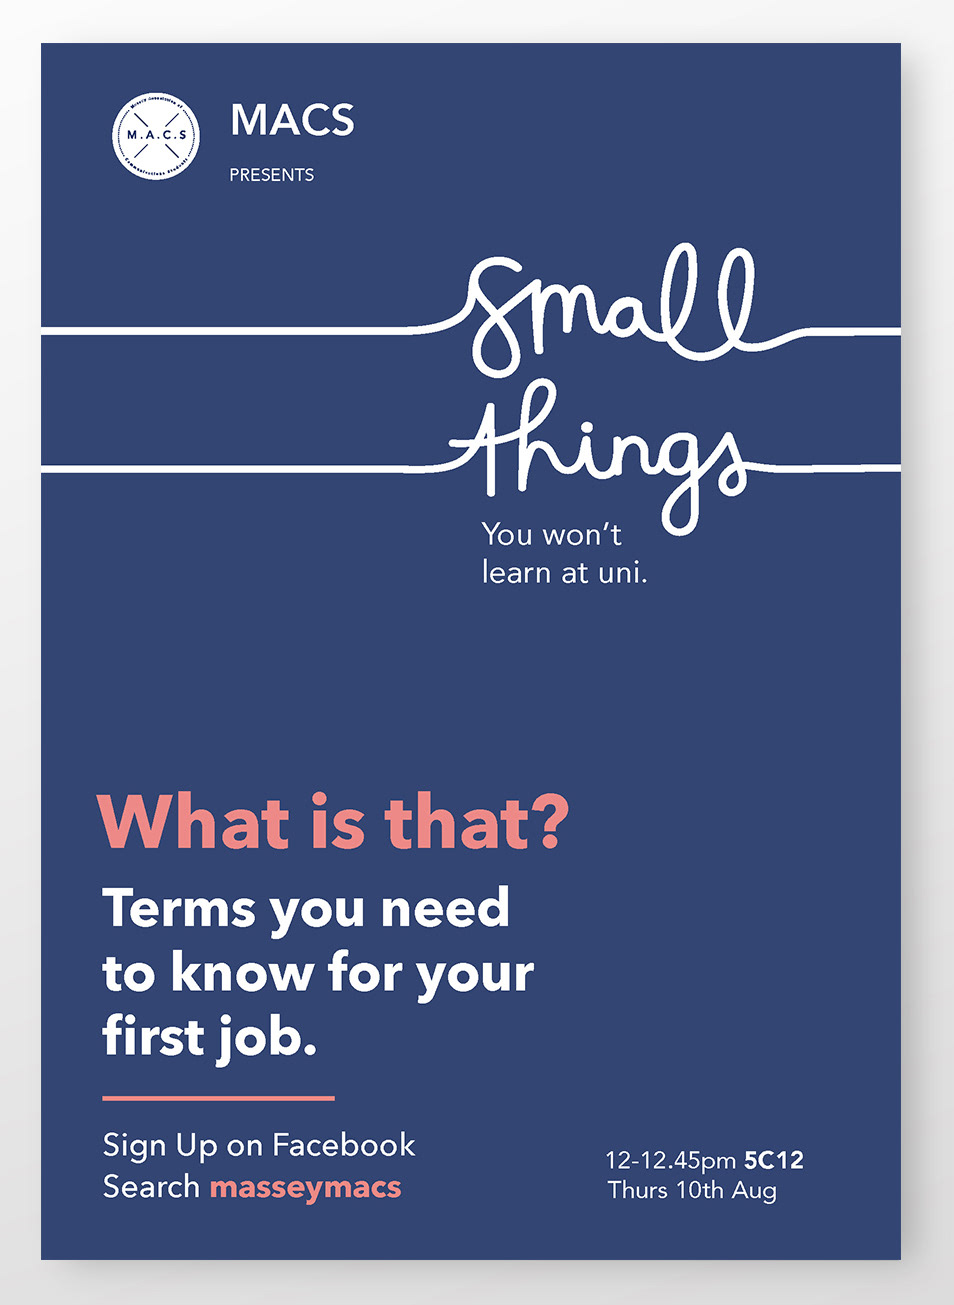 Massey Association of
M.A.C.S
Communications Students
MACS
PRESENTS
small
things
You won't
learn at uni.
What is that?
Terms you need
to know for your
first job.
Sign Up on Facebook
Search masseymacs
12-12.45pm 5C12
Thurs 10th Aug